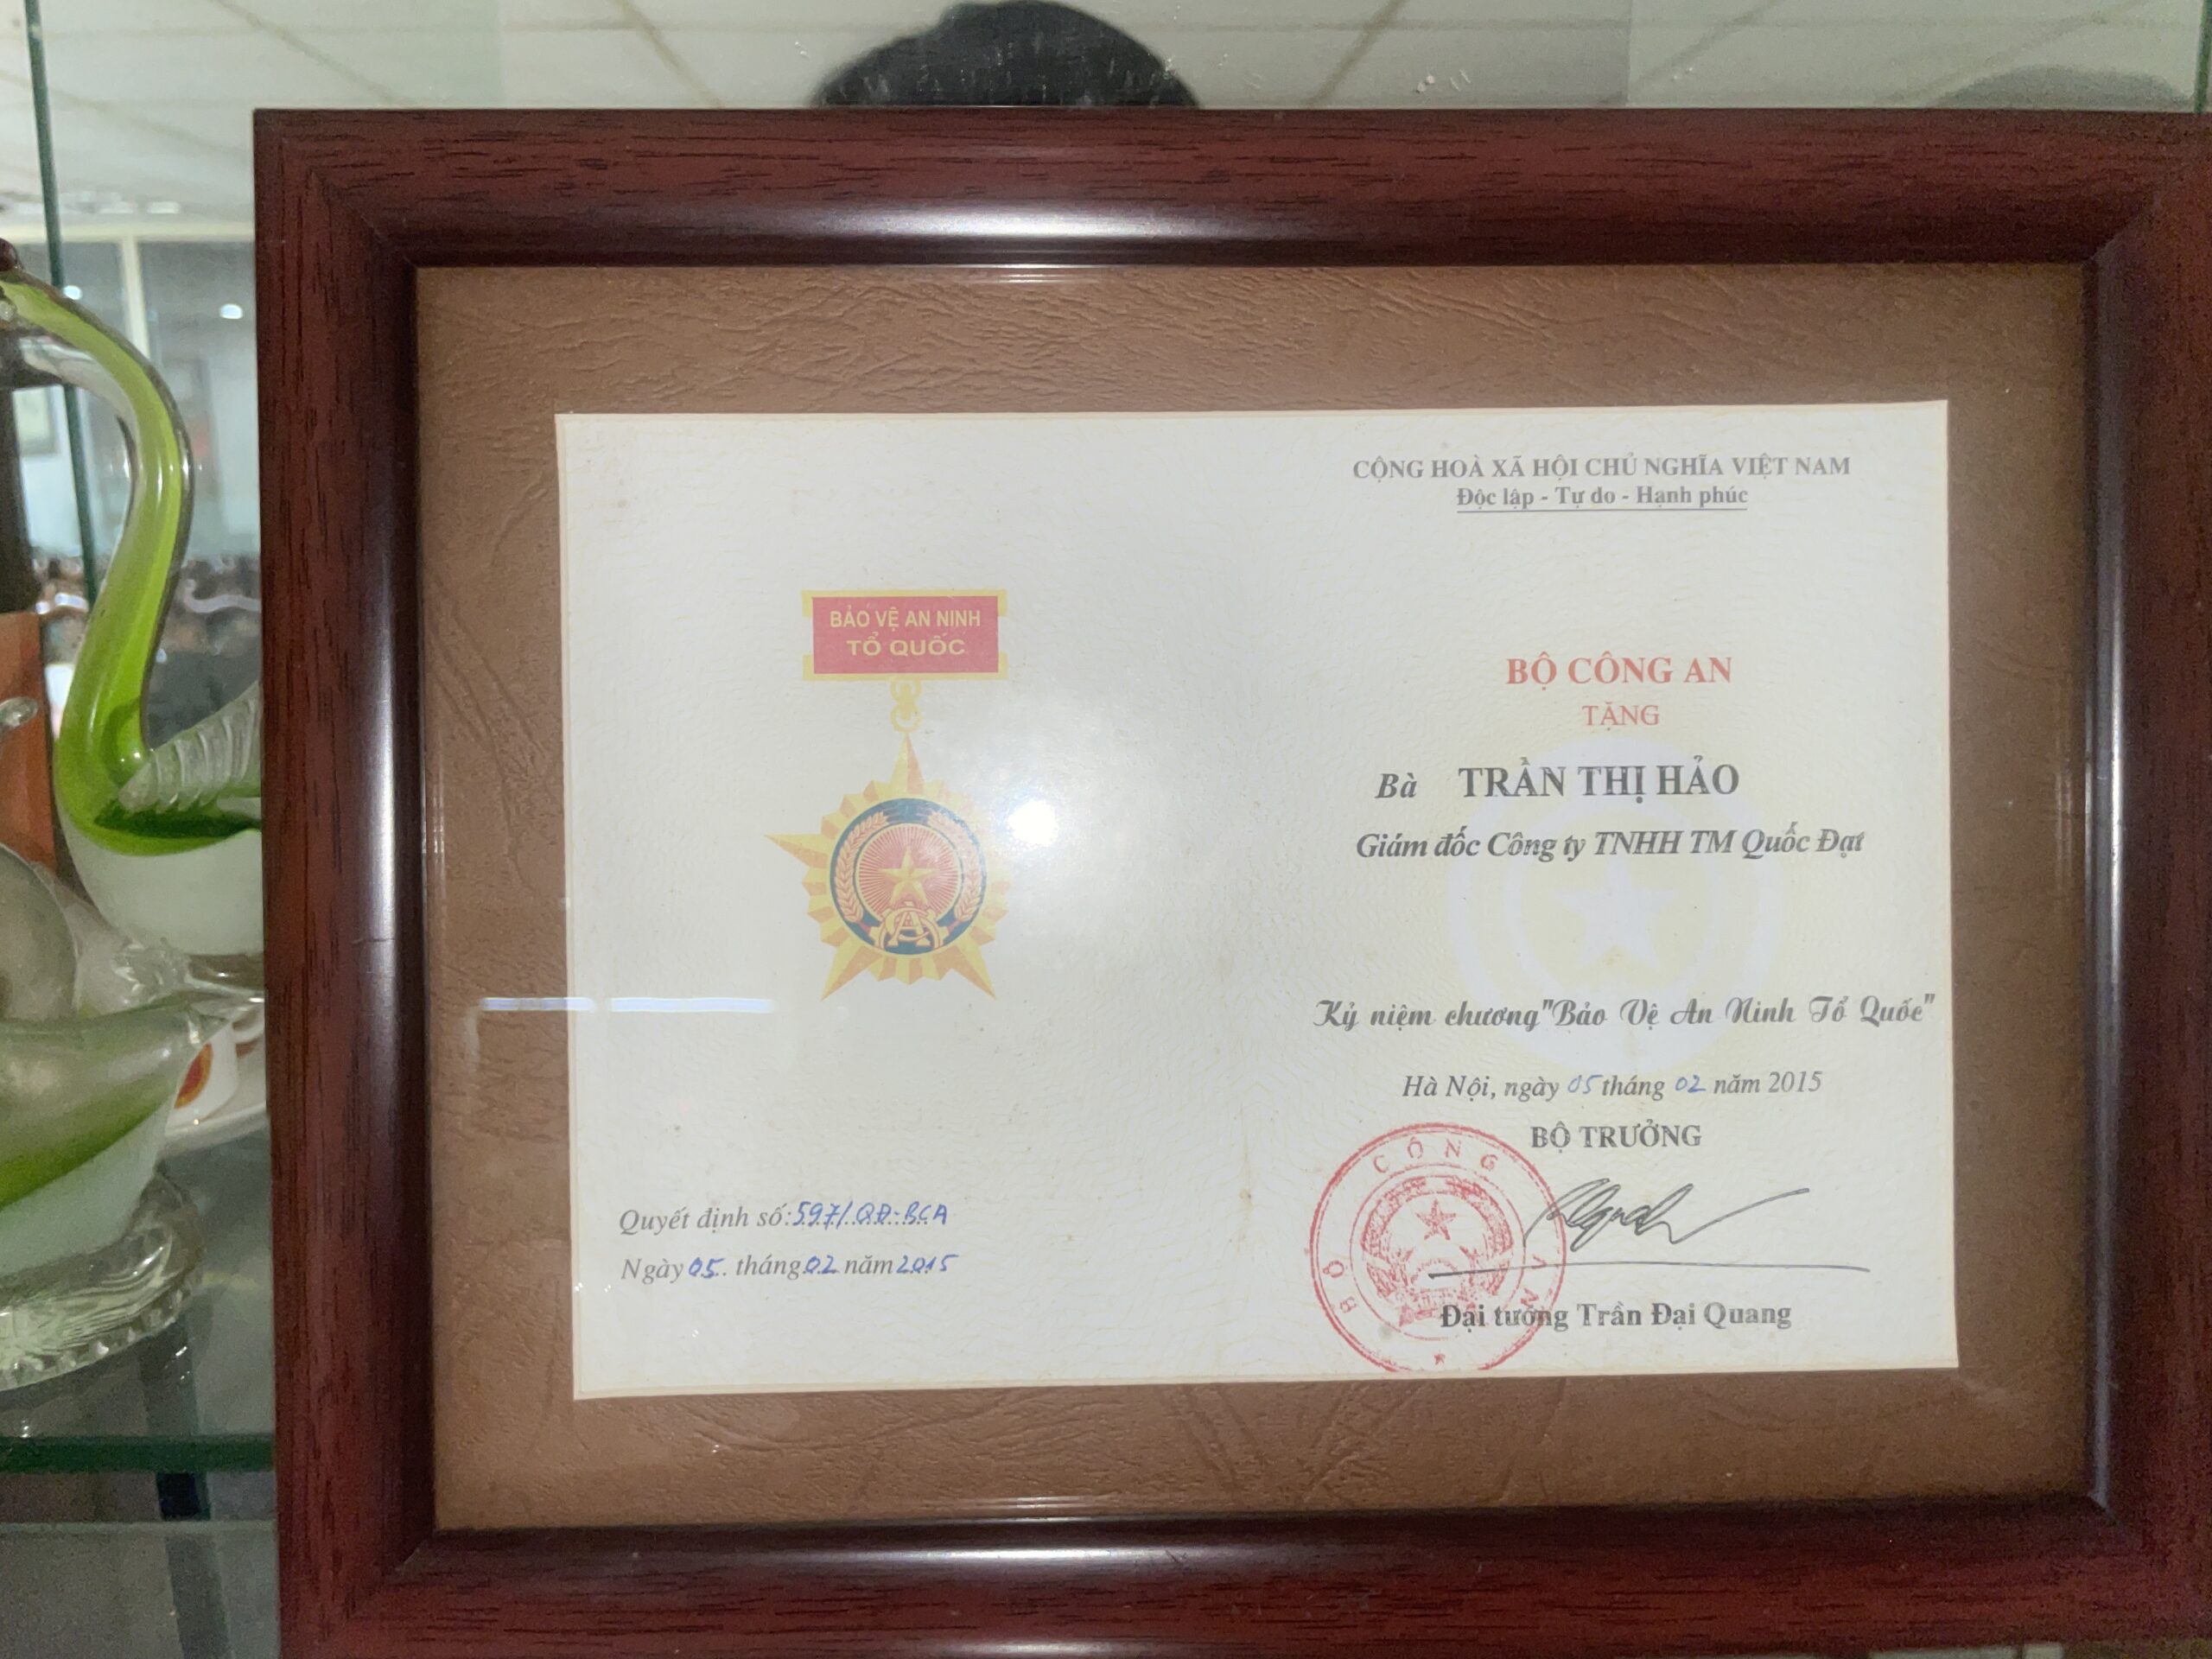 BẢO VỆ AN NINH
TỔ QUỐC
Quyết định số: 597/QĐ-BCA
Ngày 05 tháng 02 năm 2015
CỘNG HOÀ XÃ HỘI CHỦ NGHĨA VIỆT NAM
Độc lập - Tự do - Hạnh phúc
BỘ CÔNG AN
TẶNG
Bà TRẦN THỊ HẢO
Giám đốc Công ty TNHH TM Quốc Đạt
Kỷ niệm chương "Bảo Vệ An Ninh Tổ Quốc"
Hà Nội, ngày 05 tháng 02 năm 2015
BỘ TRƯỞNG
BỘ CÔNG AN
Đại tướng Trần Đại Quang